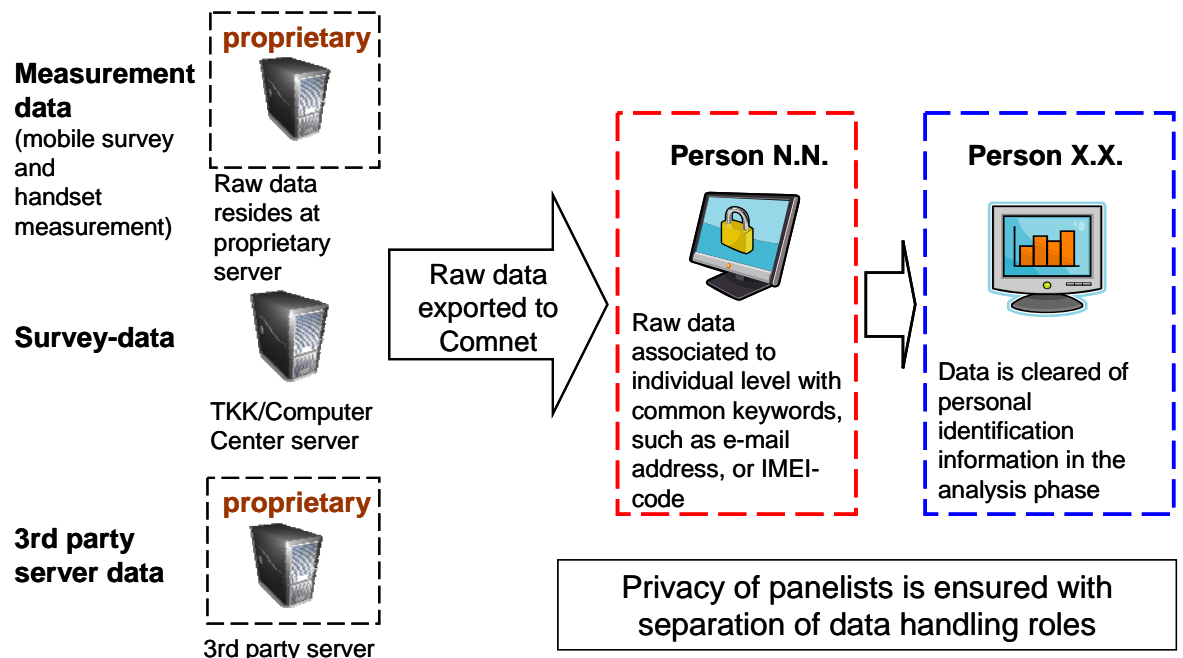 Measurement
data
(mobile survey
and
handset
measurement)
proprietary
Raw data
resides at
proprietary
server
Survey-data
TKK/Computer
Center server
3rd party
server data
proprietary
3rd party server
Raw data
exported to
Comnet
Person N.N.
Raw data
associated to
individual level with
common keywords,
such as e-mail
address, or IMEI-
code
Person X.X.
Data is cleared of
personal
identification
information in the
analysis phase
Privacy of panelists is ensured with
separation of data handling roles